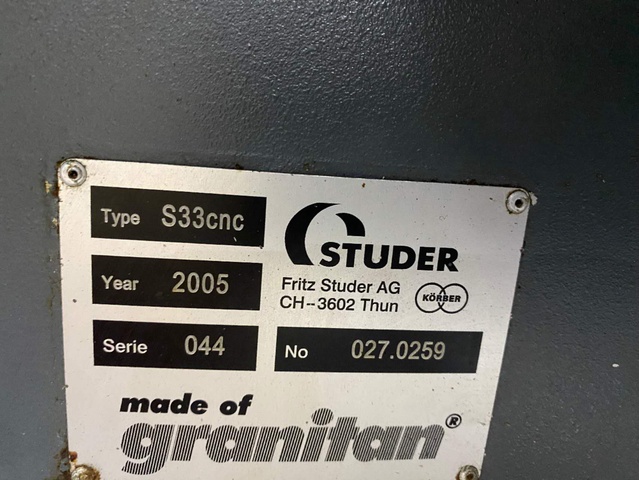 Type S33cnc
STUDER
Year 2005
Fritz Studer AG
CH--3602 Thun
KÖRBER
Serie 044
No 027.0259
made of
granitan®